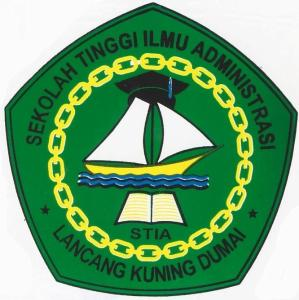 SEKOLAH TINGGI ILMU ADMINISTRASI
STIA
LANCANG KUNING DUMAI